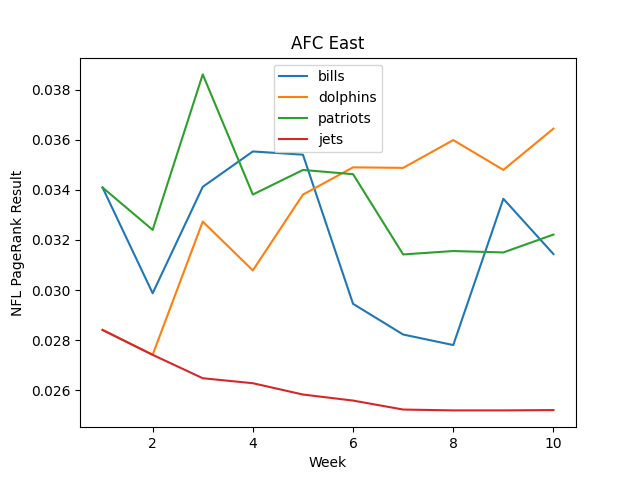 AFC East
bills
dolphins
patriots
jets
NFL PageRank Result
0.038
0.036
0.034
0.032
0.030
0.028
0.026
2 4 6 8 10
Week